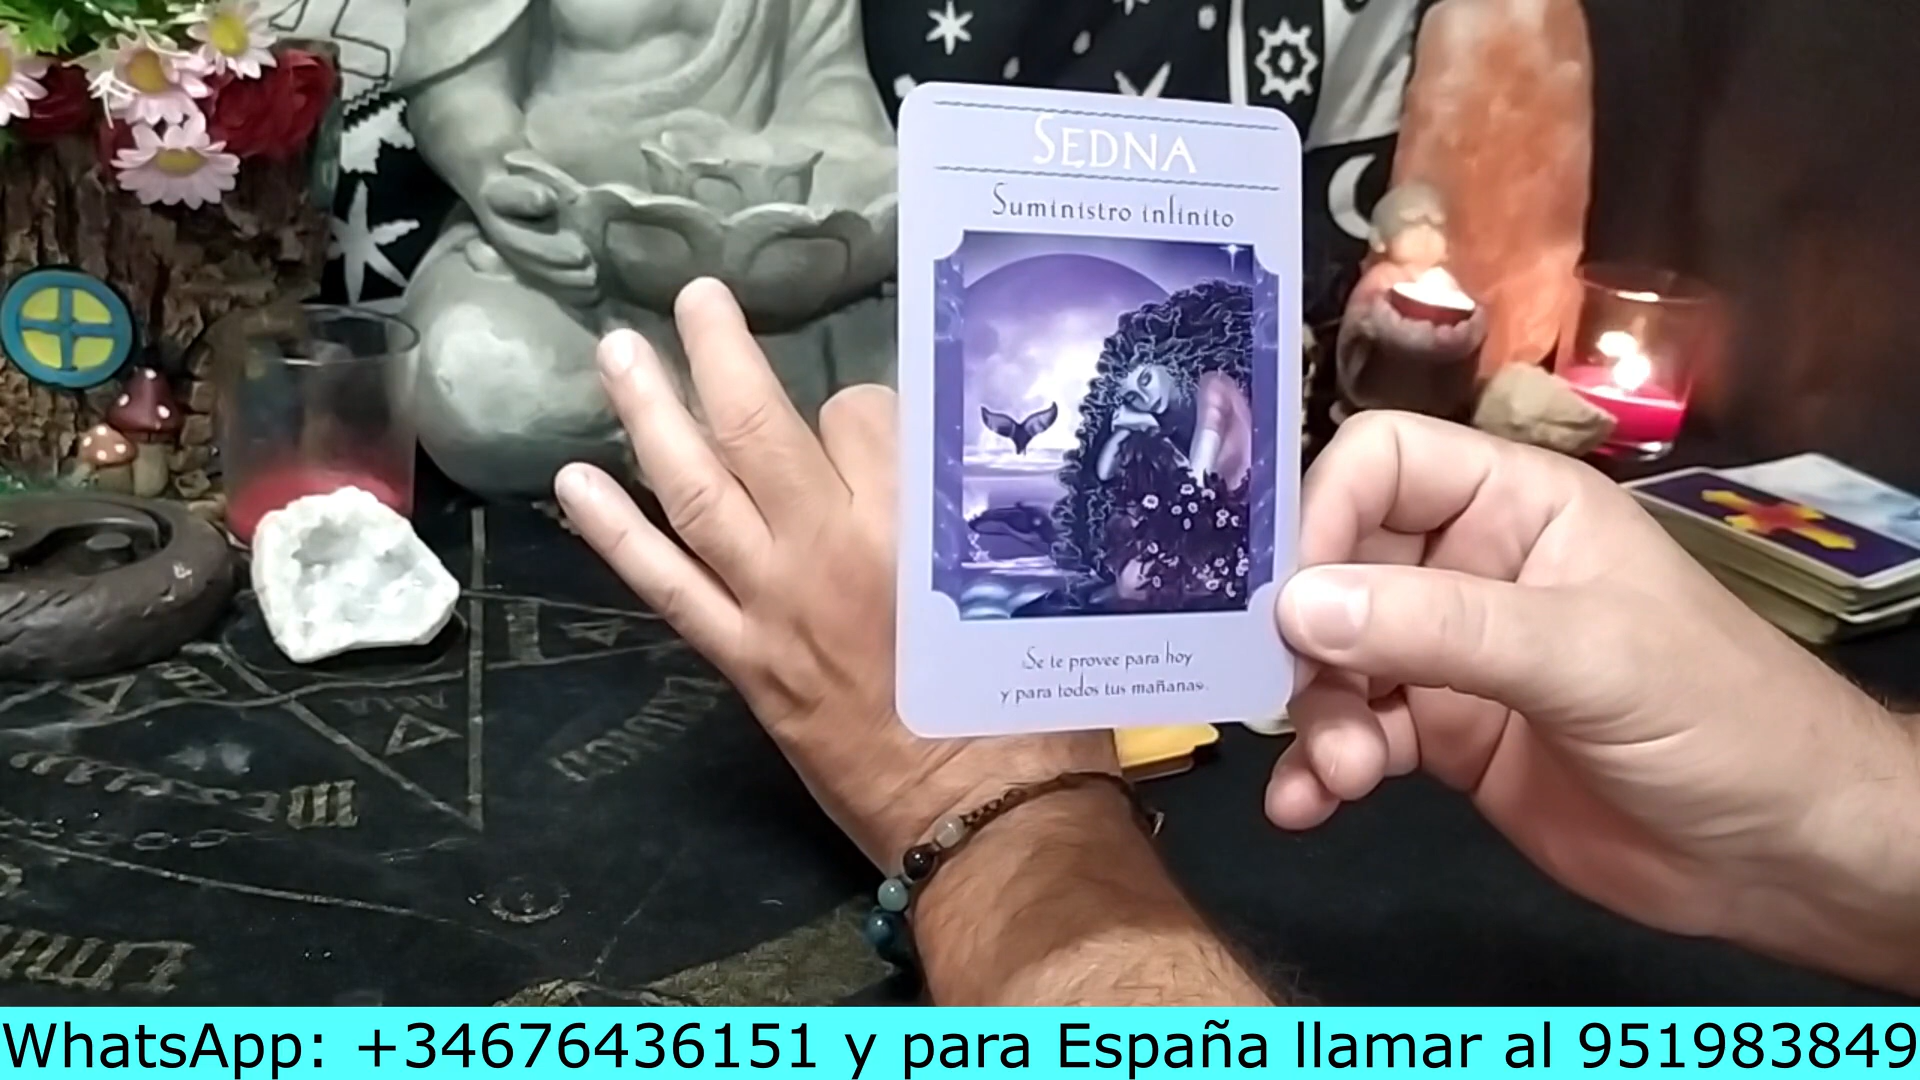 SEDNA
Suministro infinito
Se te provee para hoy
y para todos tus mañanas.
WhatsApp: +34676436151 y para España llamar al 951983849